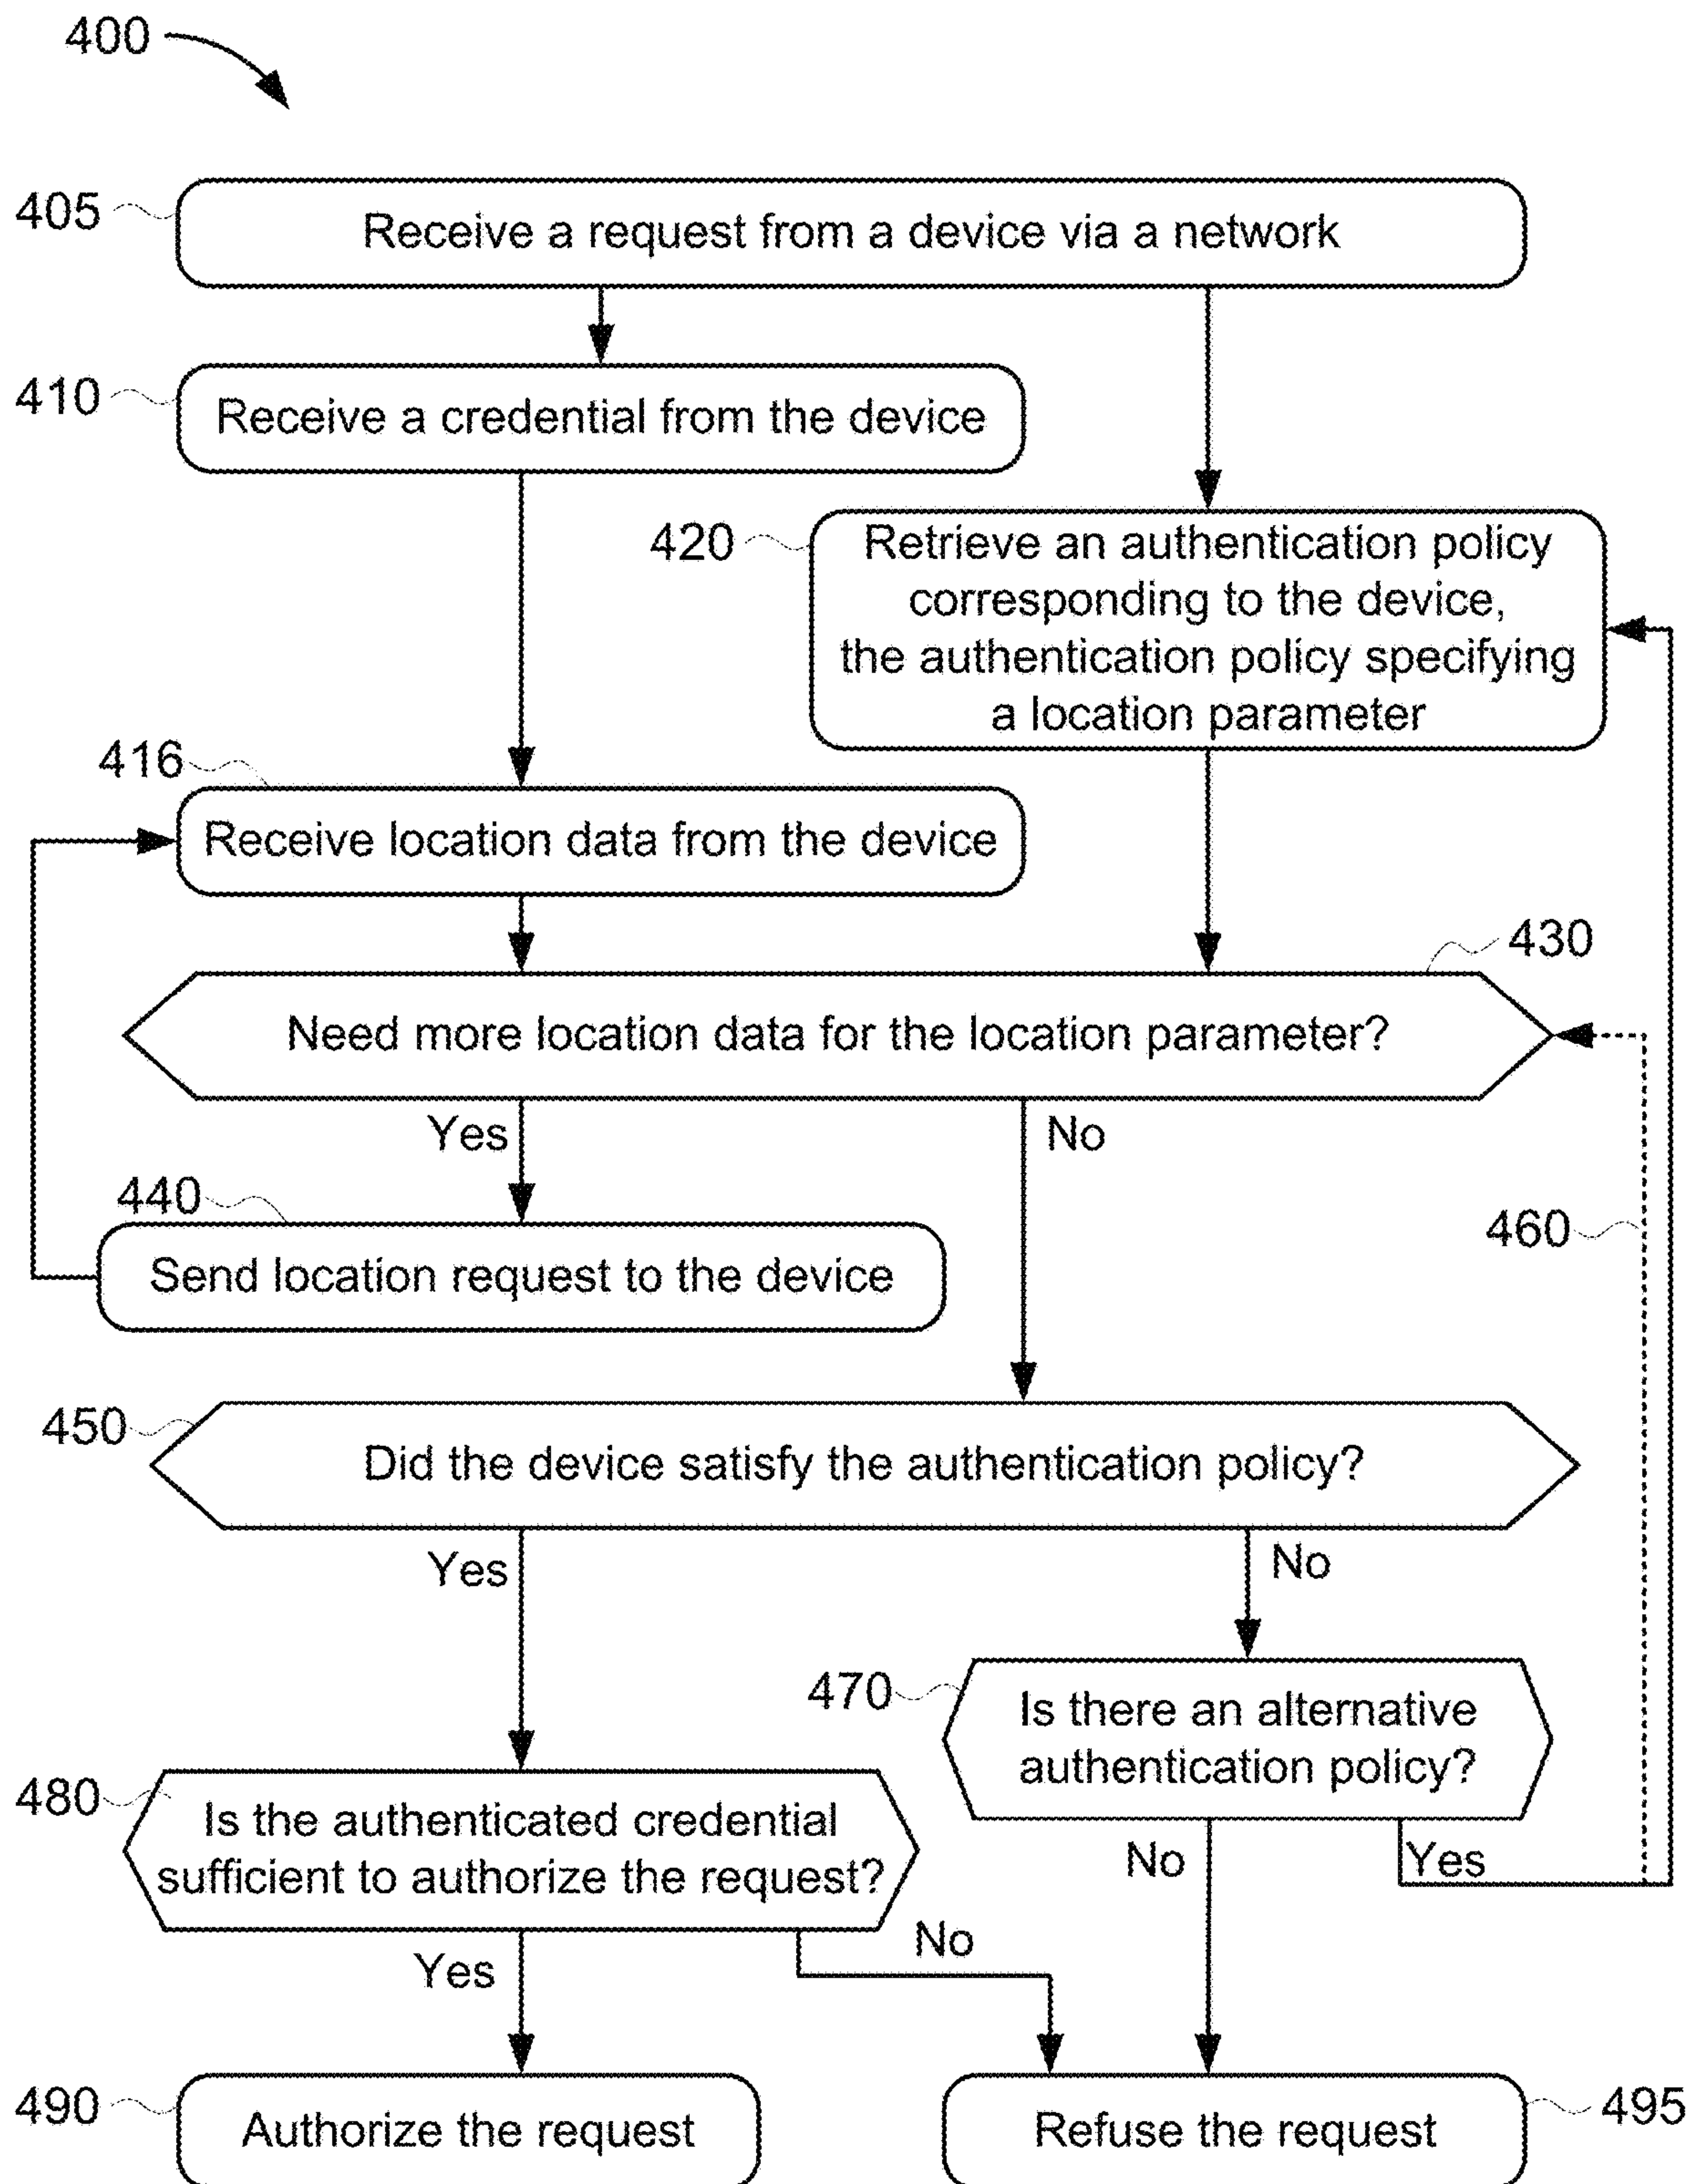 400
405
Receive a request from a device via a network
410
Receive a credential from the device
420
Retrieve an authentication policy
corresponding to the device,
the authentication policy specifying
a location parameter
416
Receive location data from the device
430
Need more location data for the location parameter?
Yes
No
440
Send location request to the device
460
450
Did the device satisfy the authentication policy?
Yes
No
470
Is there an alternative
authentication policy?
480
Is the authenticated credential
sufficient to authorize the request?
No
Yes
Yes
No
490
Authorize the request
Refuse the request
495